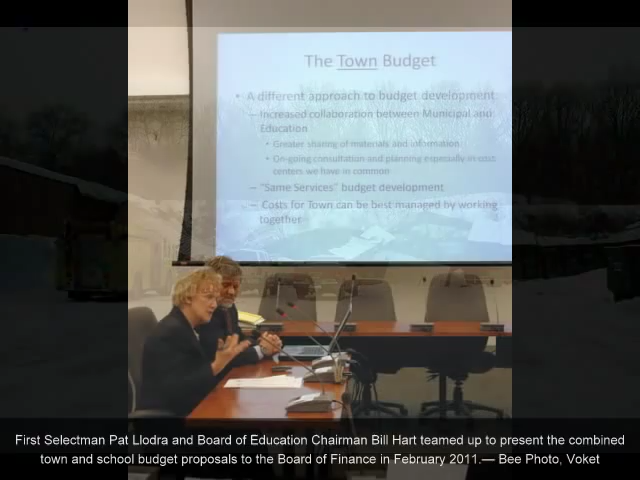 The Town Budget
• A different approach to budget development
– Increased collaboration between Municipal and
Education
• Greater sharing of materials and information
• On-going consultation and planning especially in cost
centers we have in common
– "Same Services" budget development
– Costs for Town can be best managed by working
together
First Selectman Pat Llodra and Board of Education Chairman Bill Hart teamed up to present the combined
town and school budget proposals to the Board of Finance in February 2011.— Bee Photo, Voket